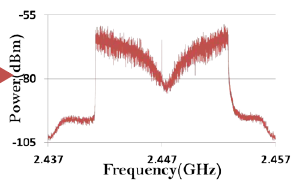 -55
Power(dBm)
-80
-105
2.437 2.447 2.457
Frequency(GHz)